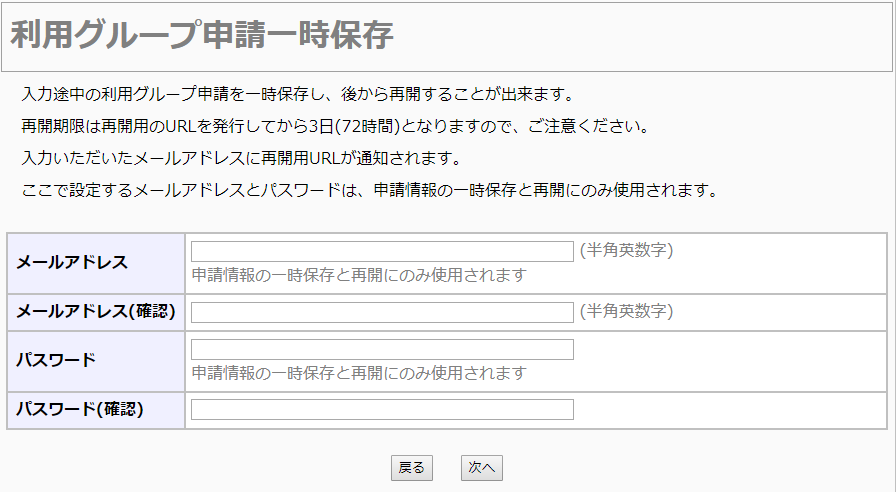 利用グループ申請一時保存
入力途中の利用グループ申請を一時保存し、後から再開することが出来ます。
再開期限は再開用のURLを発行してから3日(72時間)となりますので、ご注意ください。
入力いただいたメールアドレスに再開用URLが通知されます。
ここで設定するメールアドレスとパスワードは、申請情報の一時保存と再開にのみ使用されます。
メールアドレス
(半角英数字)
申請情報の一時保存と再開にのみ使用されます
メールアドレス(確認)
(半角英数字)
パスワード
申請情報の一時保存と再開にのみ使用されます
パスワード(確認)
戻る
次へ